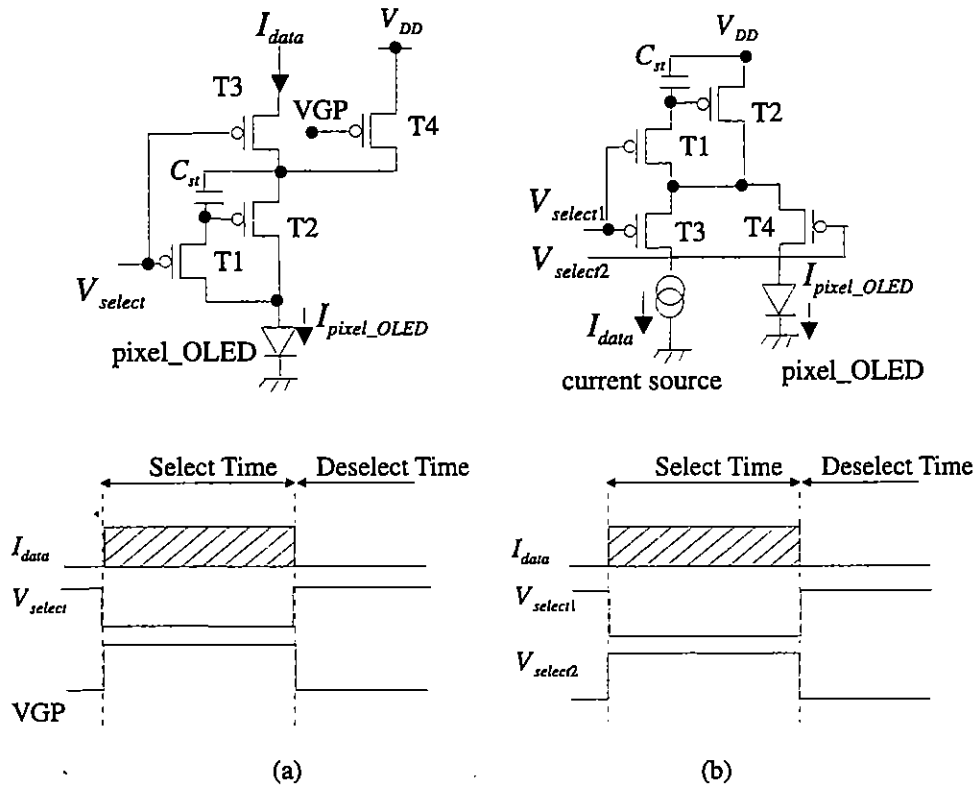 I_data
V_DD
T3
VGP
T4
C_st
T2
T1
V_select
I_pixel_OLED
pixel_OLED
V_DD
C_st
T2
T1
V_select1
T3
T4
V_select2
I_pixel_OLED
I_data
current source
pixel_OLED
Select Time
Deselect Time
I_data
V_select
VGP
(a)
Select Time
Deselect Time
I_data
V_select1
V_select2
(b)